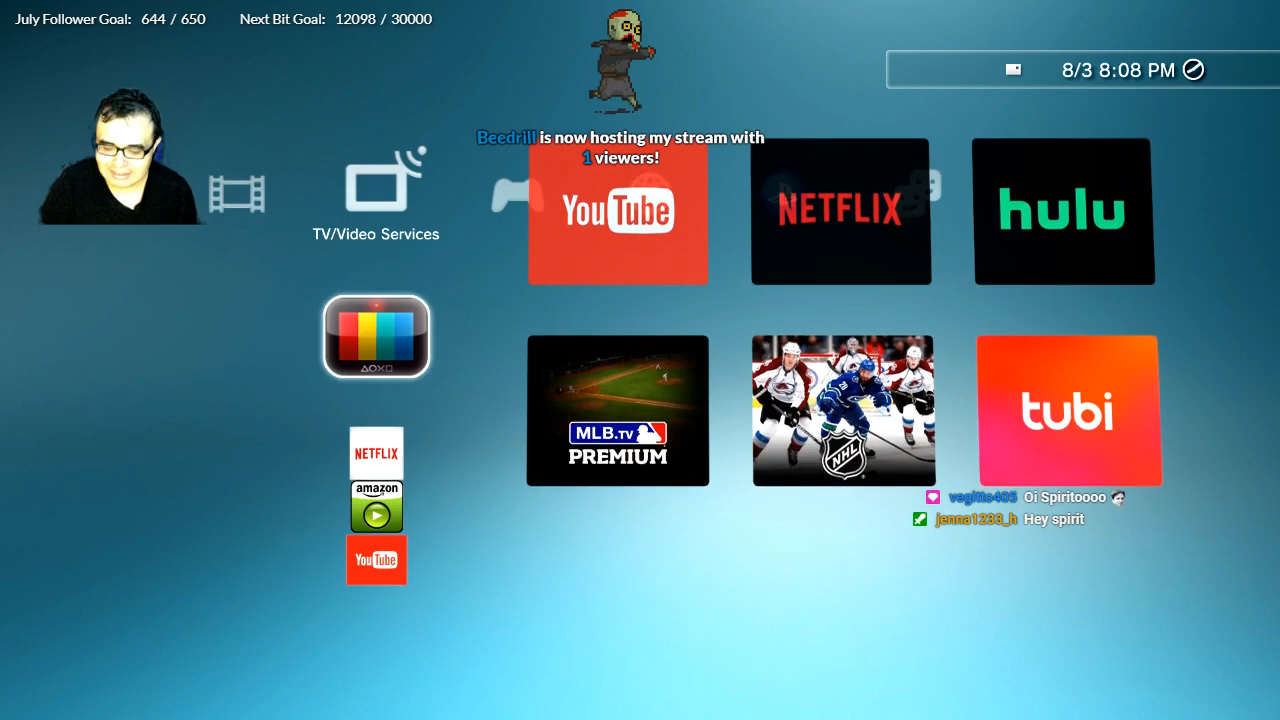 July Follower Goal: 644 / 650 Next Bit Goal: 12098 / 30000
8/3 8:08 PM
Beedrill is now hosting my stream with
1 viewers!
TV/Video Services
YouTube
NETFLIX
hulu
MLB.TV
PREMIUM
NHL
tubi
NETFLIX
amazon
YouTube
vegitto405 Oi Spiritoooo
jenna1233_h Hey spirit